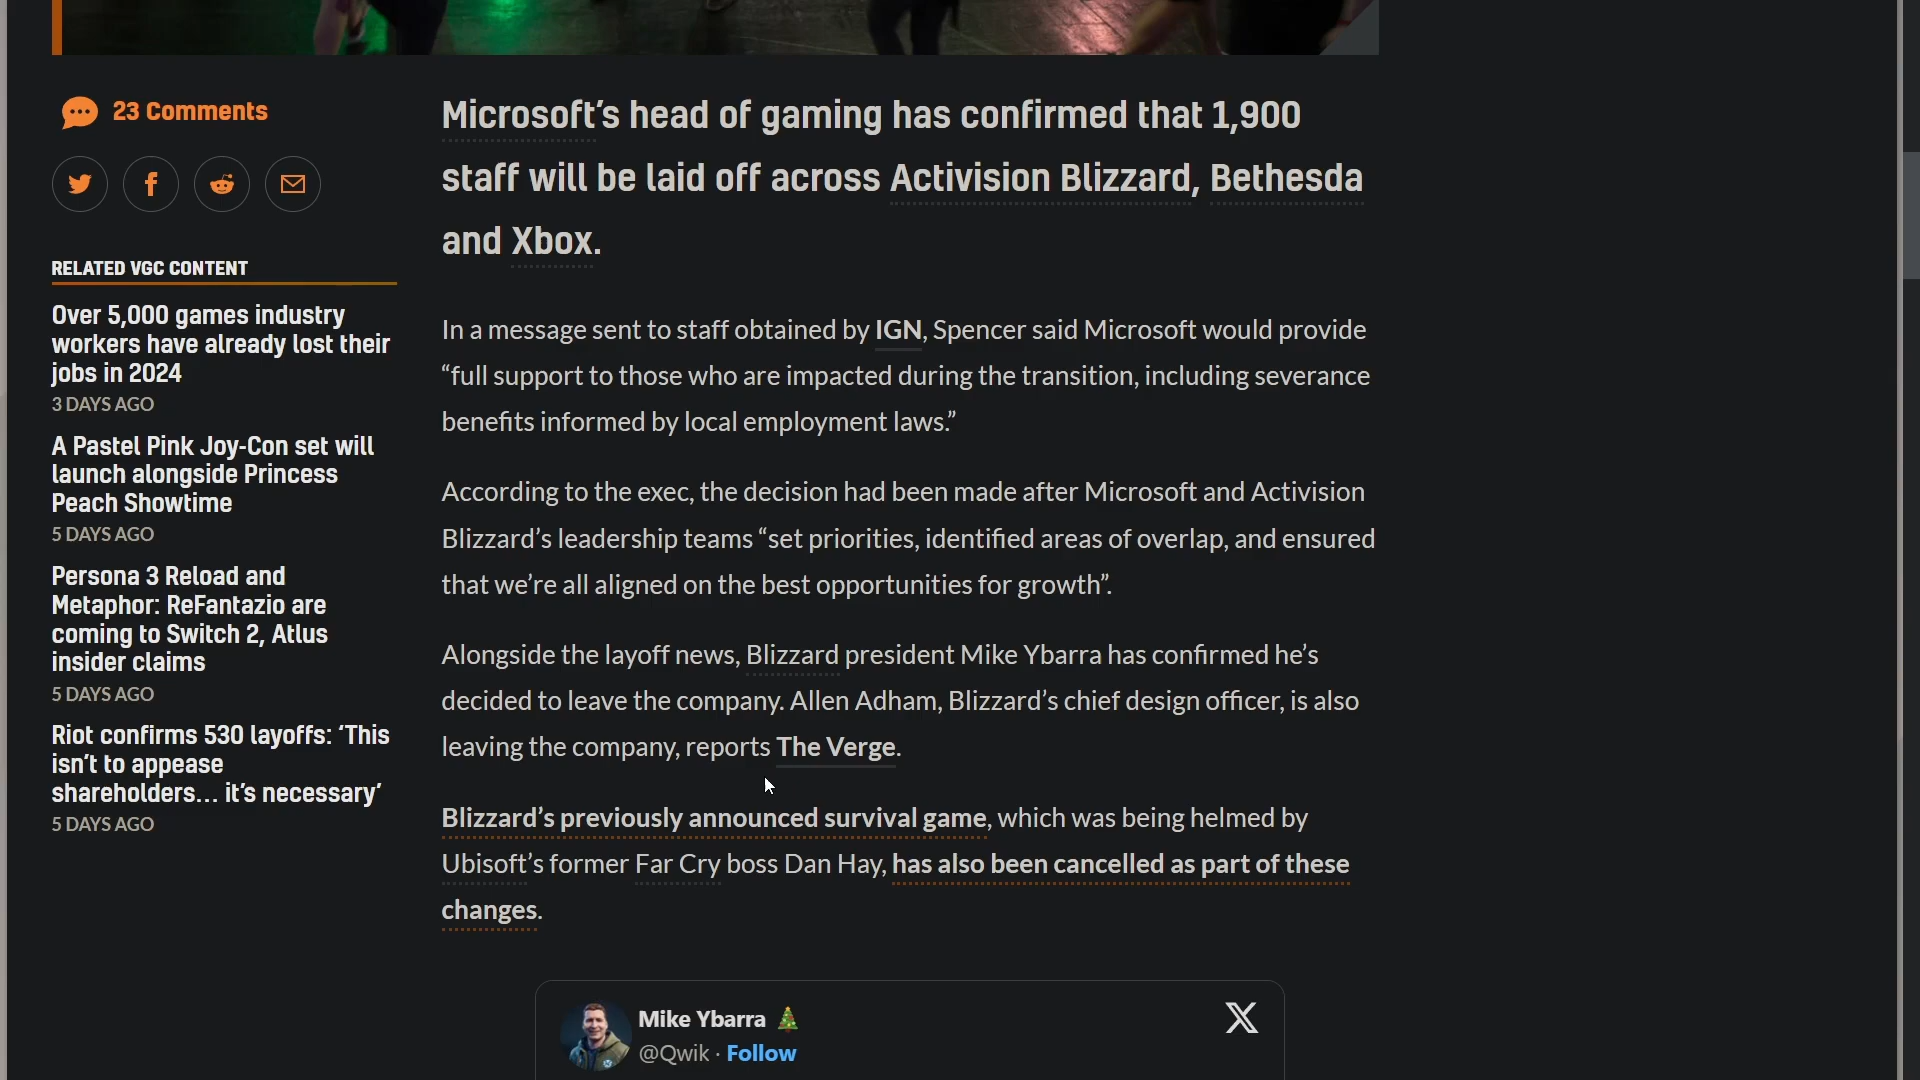 23 Comments
RELATED VGC CONTENT
Over 5,000 games industry
workers have already lost their
jobs in 2024
3 DAYS AGO
A Pastel Pink Joy-Con set will
launch alongside Princess
Peach Showtime
5 DAYS AGO
Persona 3 Reload and
Metaphor: ReFantazio are
coming to Switch 2, Atlus
insider claims
5 DAYS AGO
Riot confirms 530 layoffs: ‘This
isn’t to appease
shareholders… it’s necessary’
5 DAYS AGO
Microsoft’s head of gaming has confirmed that 1,900
staff will be laid off across Activision Blizzard, Bethesda
and Xbox.
In a message sent to staff obtained by IGN, Spencer said Microsoft would provide
“full support to those who are impacted during the transition, including severance
benefits informed by local employment laws.”
According to the exec, the decision had been made after Microsoft and Activision
Blizzard’s leadership teams “set priorities, identified areas of overlap, and ensured
that we’re all aligned on the best opportunities for growth”.
Alongside the layoff news, Blizzard president Mike Ybarra has confirmed he’s
decided to leave the company. Allen Adham, Blizzard’s chief design officer, is also
leaving the company, reports The Verge.
Blizzard’s previously announced survival game, which was being helmed by
Ubisoft’s former Far Cry boss Dan Hay, has also been cancelled as part of these
changes.
Mike Ybarra 🎄
@Qwik · Follow